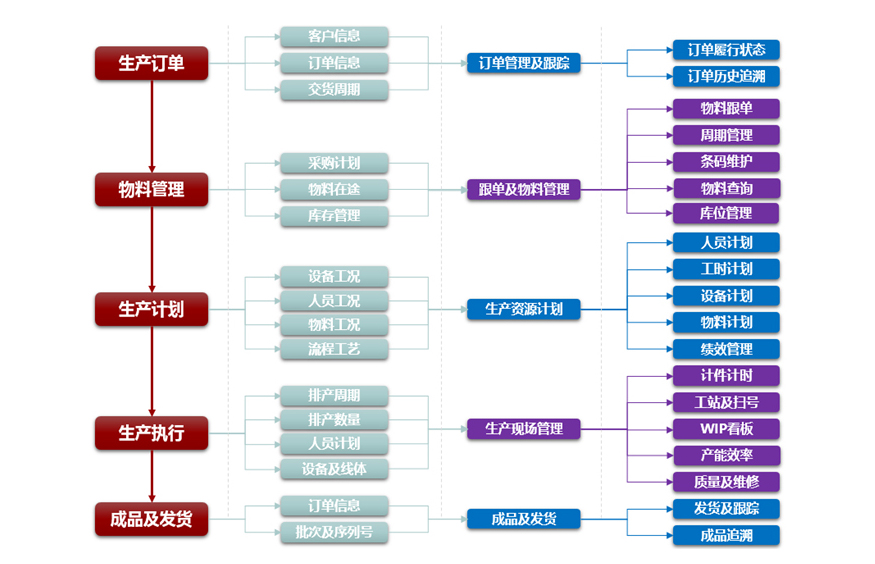 生产订单
客户信息
订单信息
交货周期
订单管理及跟踪
订单履行状态
订单历史追溯
物料管理
采购计划
物料在途
库存管理
跟单及物料管理
物料跟单
周期管理
条码维护
物料查询
库位管理
生产计划
设备工况
人员工况
物料工况
流程工艺
生产资源计划
人员计划
工时计划
设备计划
物料计划
绩效管理
生产执行
排产周期
排产数量
人员计划
设备及线体
生产现场管理
计件计时
工站及扫号
WIP看板
产能效率
质量及维修
成品及发货
订单信息
批次及序列号
成品及发货
发货及跟踪
成品追溯